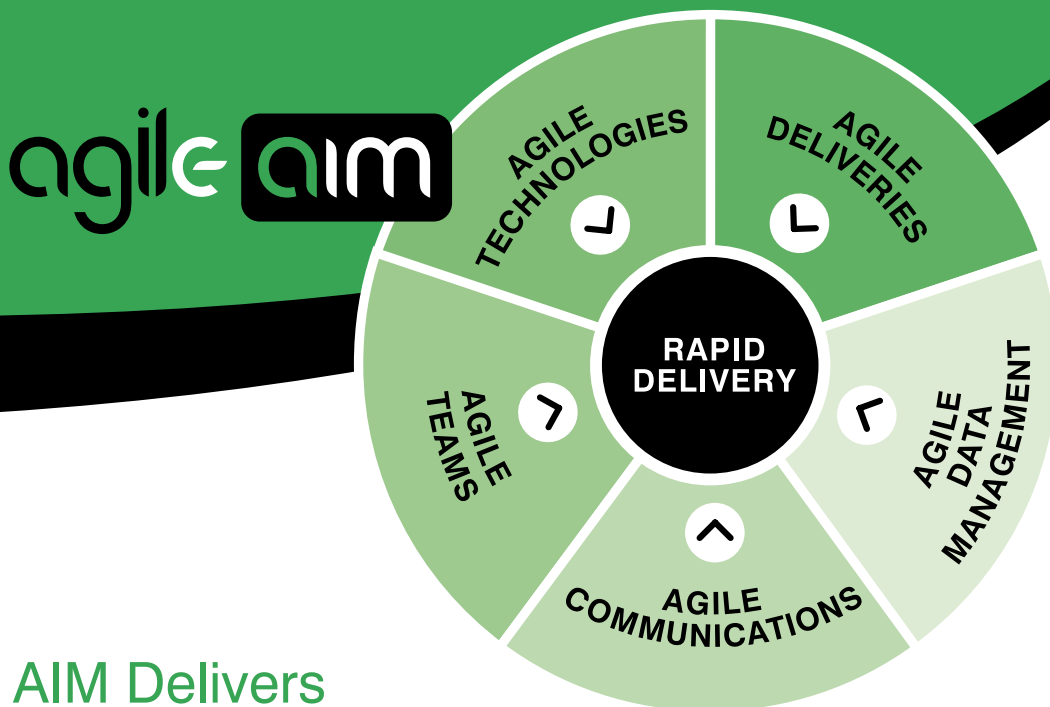 agile aim
AGILE
TECHNOLOGIES
AGILE
DELIVERIES
RAPID
DELIVERY
AGILE
TEAMS
AGILE
DATA
MANAGEMENT
AGILE
COMMUNICATIONS
AIM Delivers